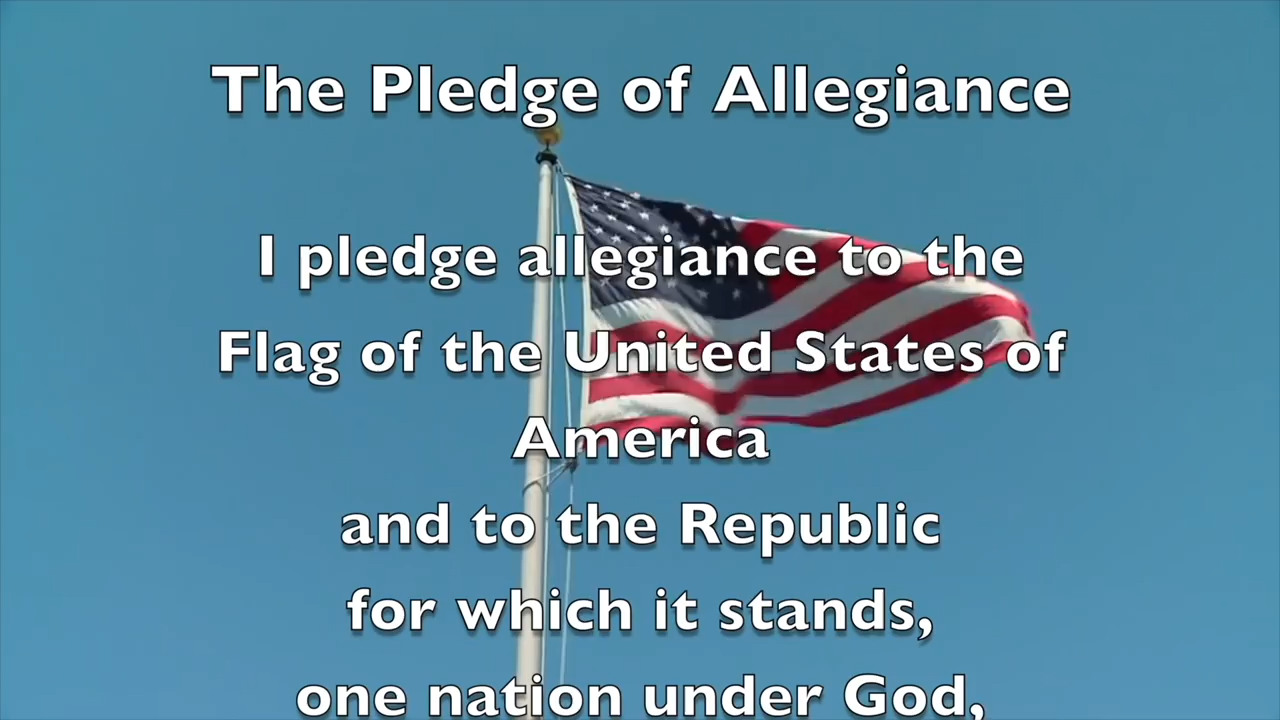 The Pledge of Allegiance
I pledge allegiance to the
Flag of the United States of
America
and to the Republic
for which it stands,
one nation under God,